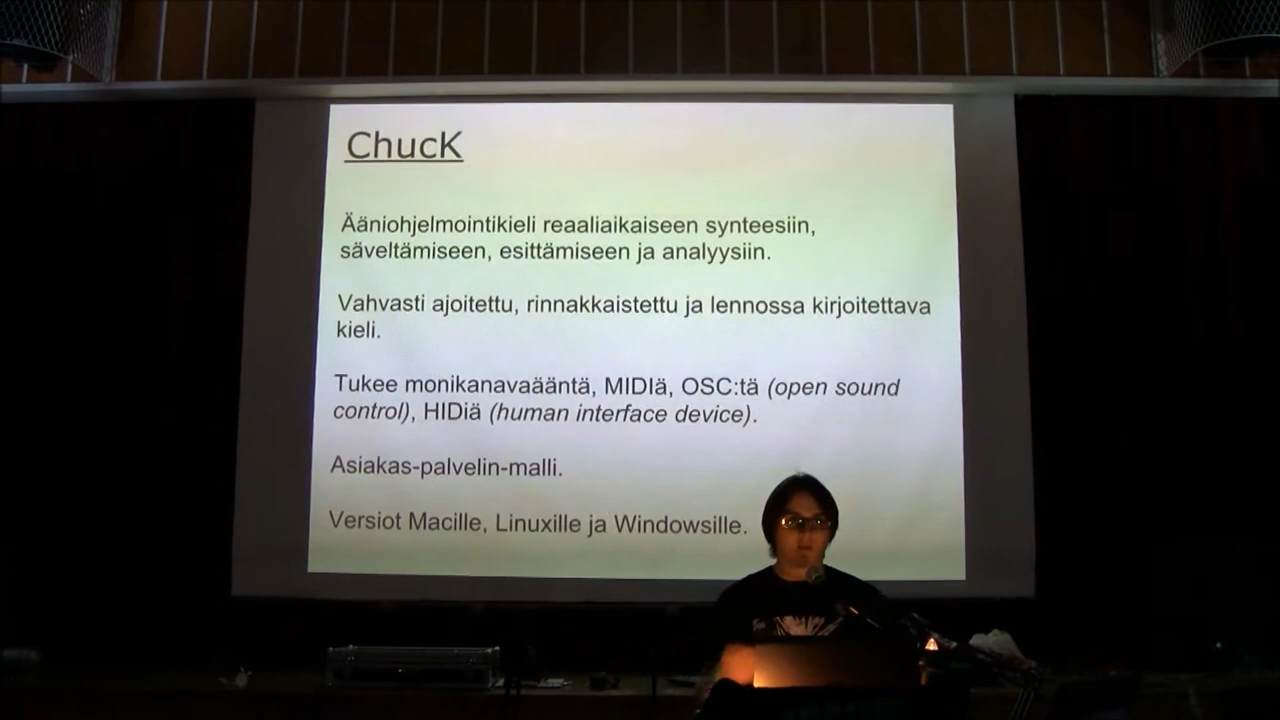 ChucK
Ääniohjelmointikieli reaaliaikaiseen synteesiin,
säveltämiseen, esittämiseen ja analyysiin.
Vahvasti ajoitettu, rinnakkaistettu ja lennossa kirjoitettava
kieli.
Tukee monikanavaääntä, MIDIä, OSC:tä (open sound
control), HIDiä (human interface device).
Asiakas-palvelin-malli.
Versiot Macille, Linuxille ja Windowsille.